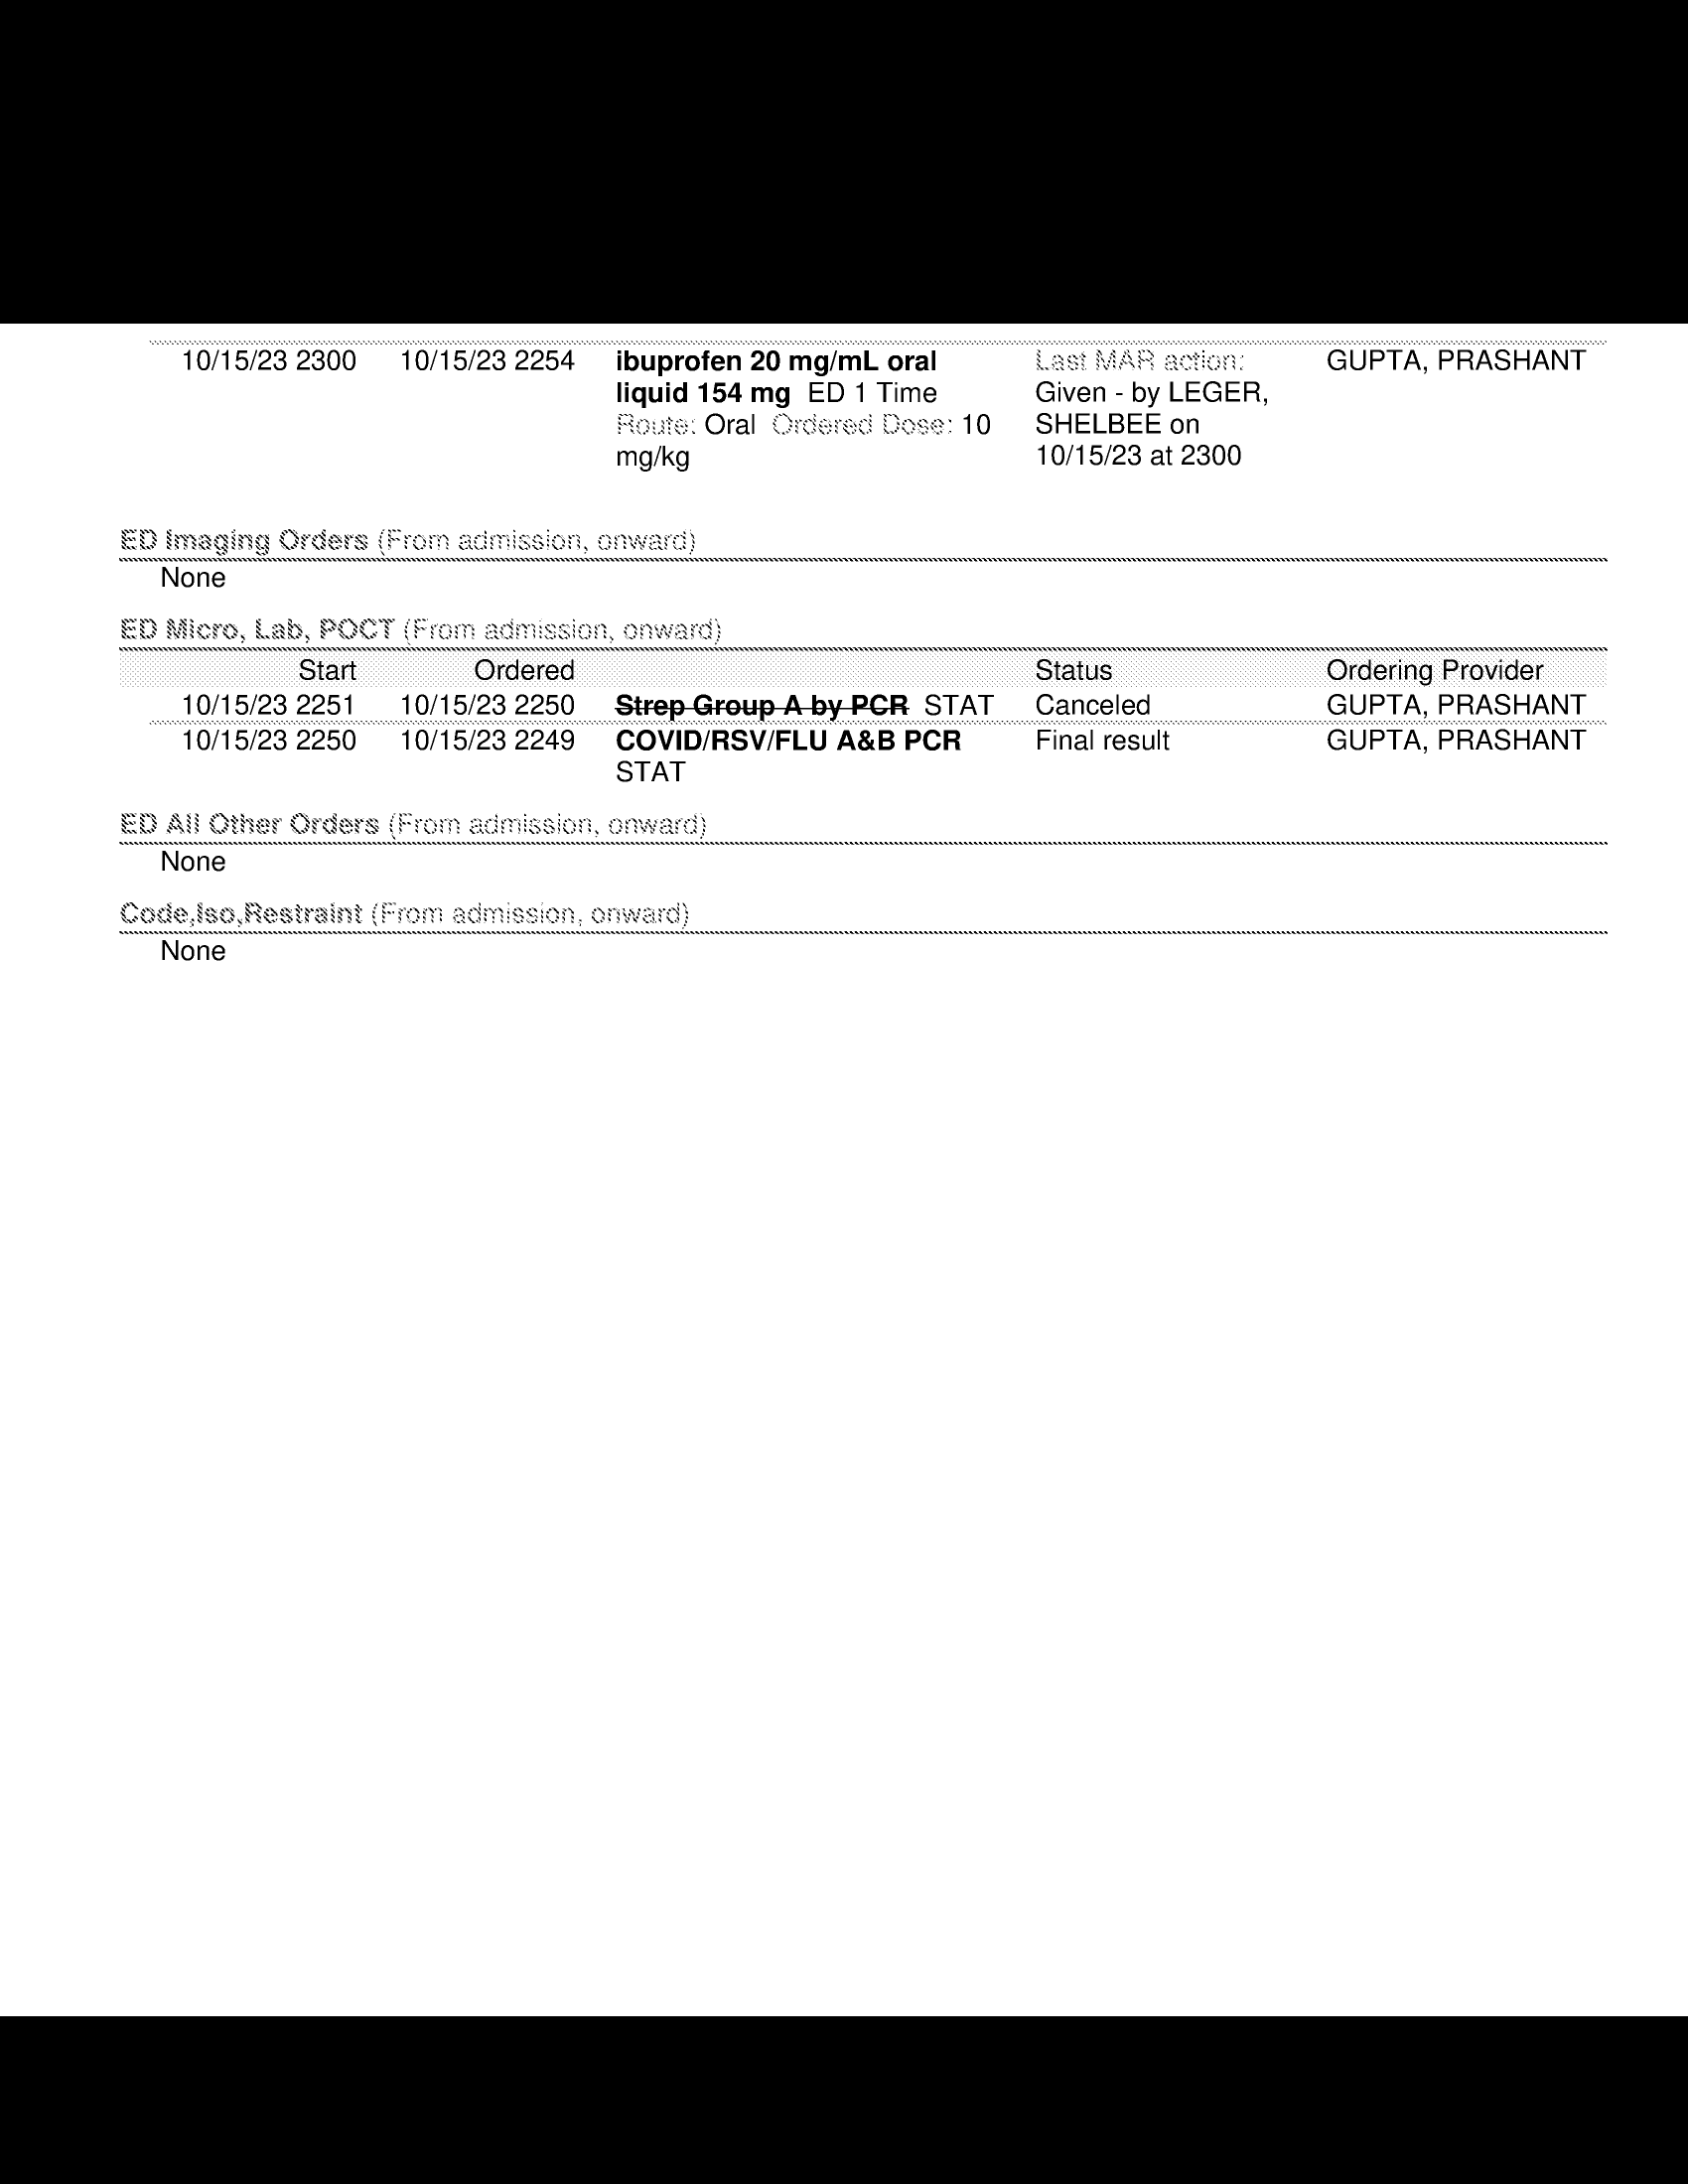 10/15/23 2300 10/15/23 2254 ibuprofen 20 mg/mL oral Last MAR action: GUPTA, PRASHANT
liquid 154 mg ED 1 Time Given - by LEGER,
Route: Oral Ordered Dose: 10 SHELBEE on
mg/kg 10/15/23 at 2300
ED Imaging Orders (From admission, onward)
None
ED Micro, Lab, POCT (From admission, onward)
Start Ordered Status Ordering Provider
10/15/23 2251 10/15/23 2250 Strep Group A by PCR STAT Canceled GUPTA, PRASHANT
10/15/23 2250 10/15/23 2249 COVID/RSV/FLU A&B PCR Final result GUPTA, PRASHANT
STAT
ED All Other Orders (From admission, onward)
None
Code,Iso,Restraint (From admission, onward)
None